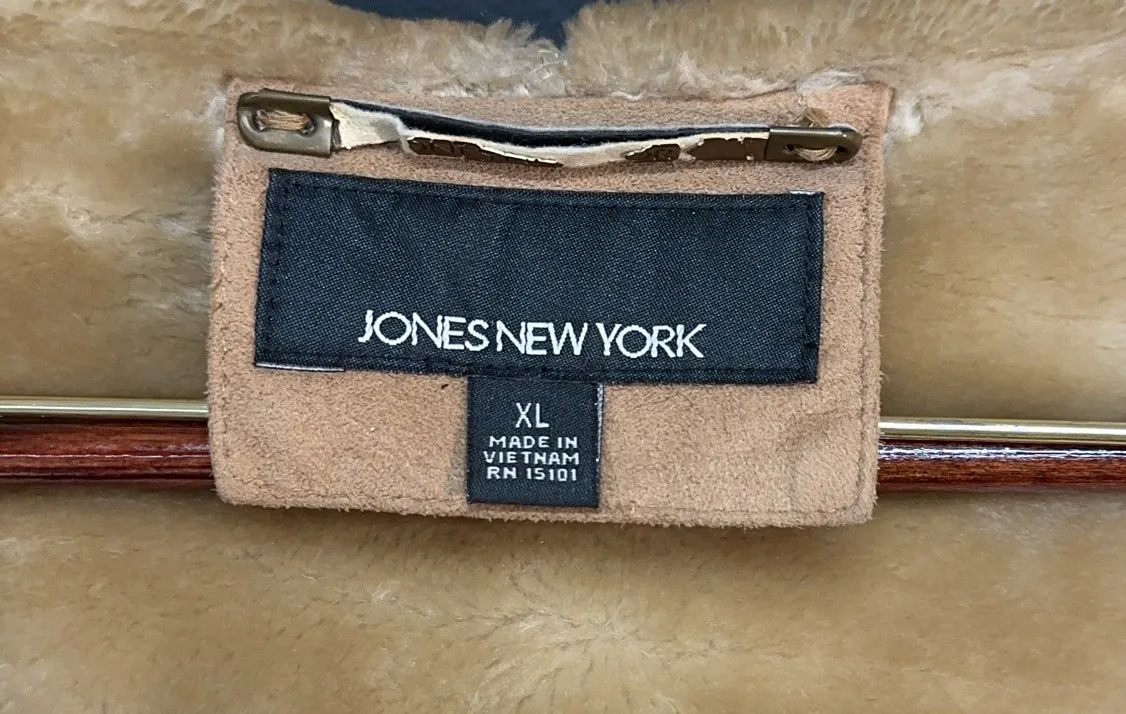 JONES NEW YORK
XL
MADE IN
VIETNAM
RN 15101